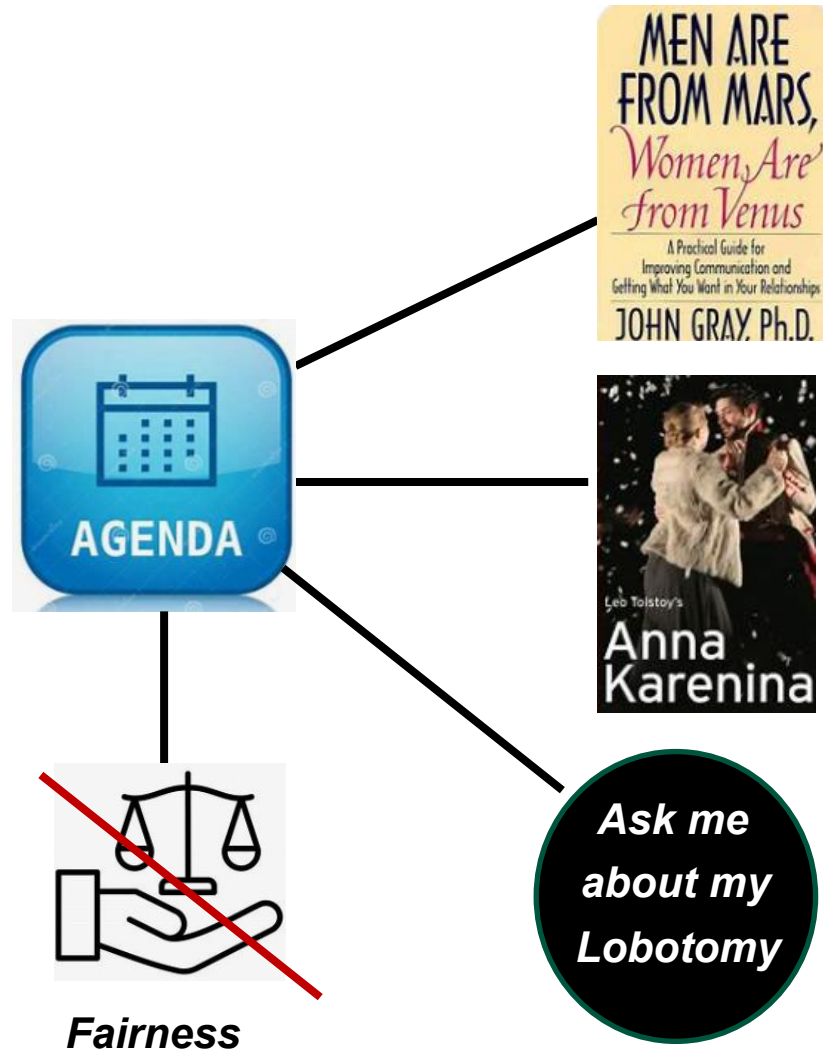 MEN ARE
FROM MARS,
Women Are
from Venus
A Practical Guide for
Improving Communication and
Getting What You Want in Your Relationships
JOHN GRAY, Ph.D.
AGENDA
Leo Tolstoy's
Anna
Karenina
Ask me
about my
Lobotomy
Fairness